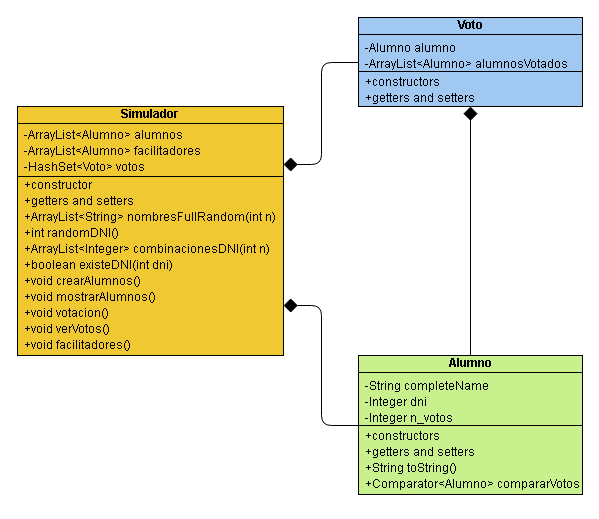 Voto
-Alumno alumno
-ArrayList<Alumno> alumnosVotados
+constructors
+getters and setters
Simulador
-ArrayList<Alumno> alumnos
-ArrayList<Alumno> facilitadores
-HashSet<Voto> votos
+constructor
+getters and setters
+ArrayList<String> nombresFullRandom(int n)
+int randomDNI()
+ArrayList<Integer> combinacionesDNI(int n)
+boolean existeDNI(int dni)
+void crearAlumnos()
+void mostrarAlumnos()
+void votacion()
+void verVotos()
+void facilitadores()
Alumno
-String completeName
-Integer dni
-Integer n_votos
+constructors
+getters and setters
+String toString()
+Comparator<Alumno> compararVotos